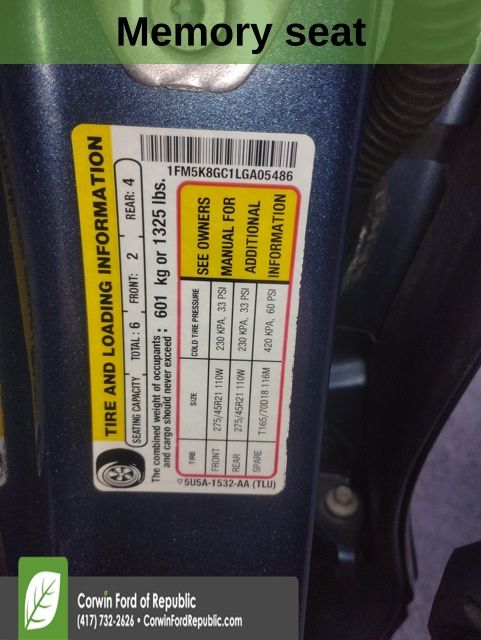 Memory seat
1FM5K8GC1LGA05486
TIRE AND LOADING INFORMATION
SEATING CAPACITY TOTAL: 6 FRONT: 2 REAR: 4
The combined weight of occupants : 601 kg or 1325 lbs.
and cargo should never exceed
TIRE SIZE COLD TIRE PRESSURE
FRONT 275/45R21 110W 230 KPA, 33 PSI
REAR 275/45R21 110W 230 KPA, 33 PSI
SPARE T165/70D18 116M 420 KPA, 60 PSI
SEE OWNERS
MANUAL FOR
ADDITIONAL
INFORMATION
5U5A-1532-AA (TLU)
Corwin Ford of Republic
(417) 732-2626 • CorwinFordRepublic.com